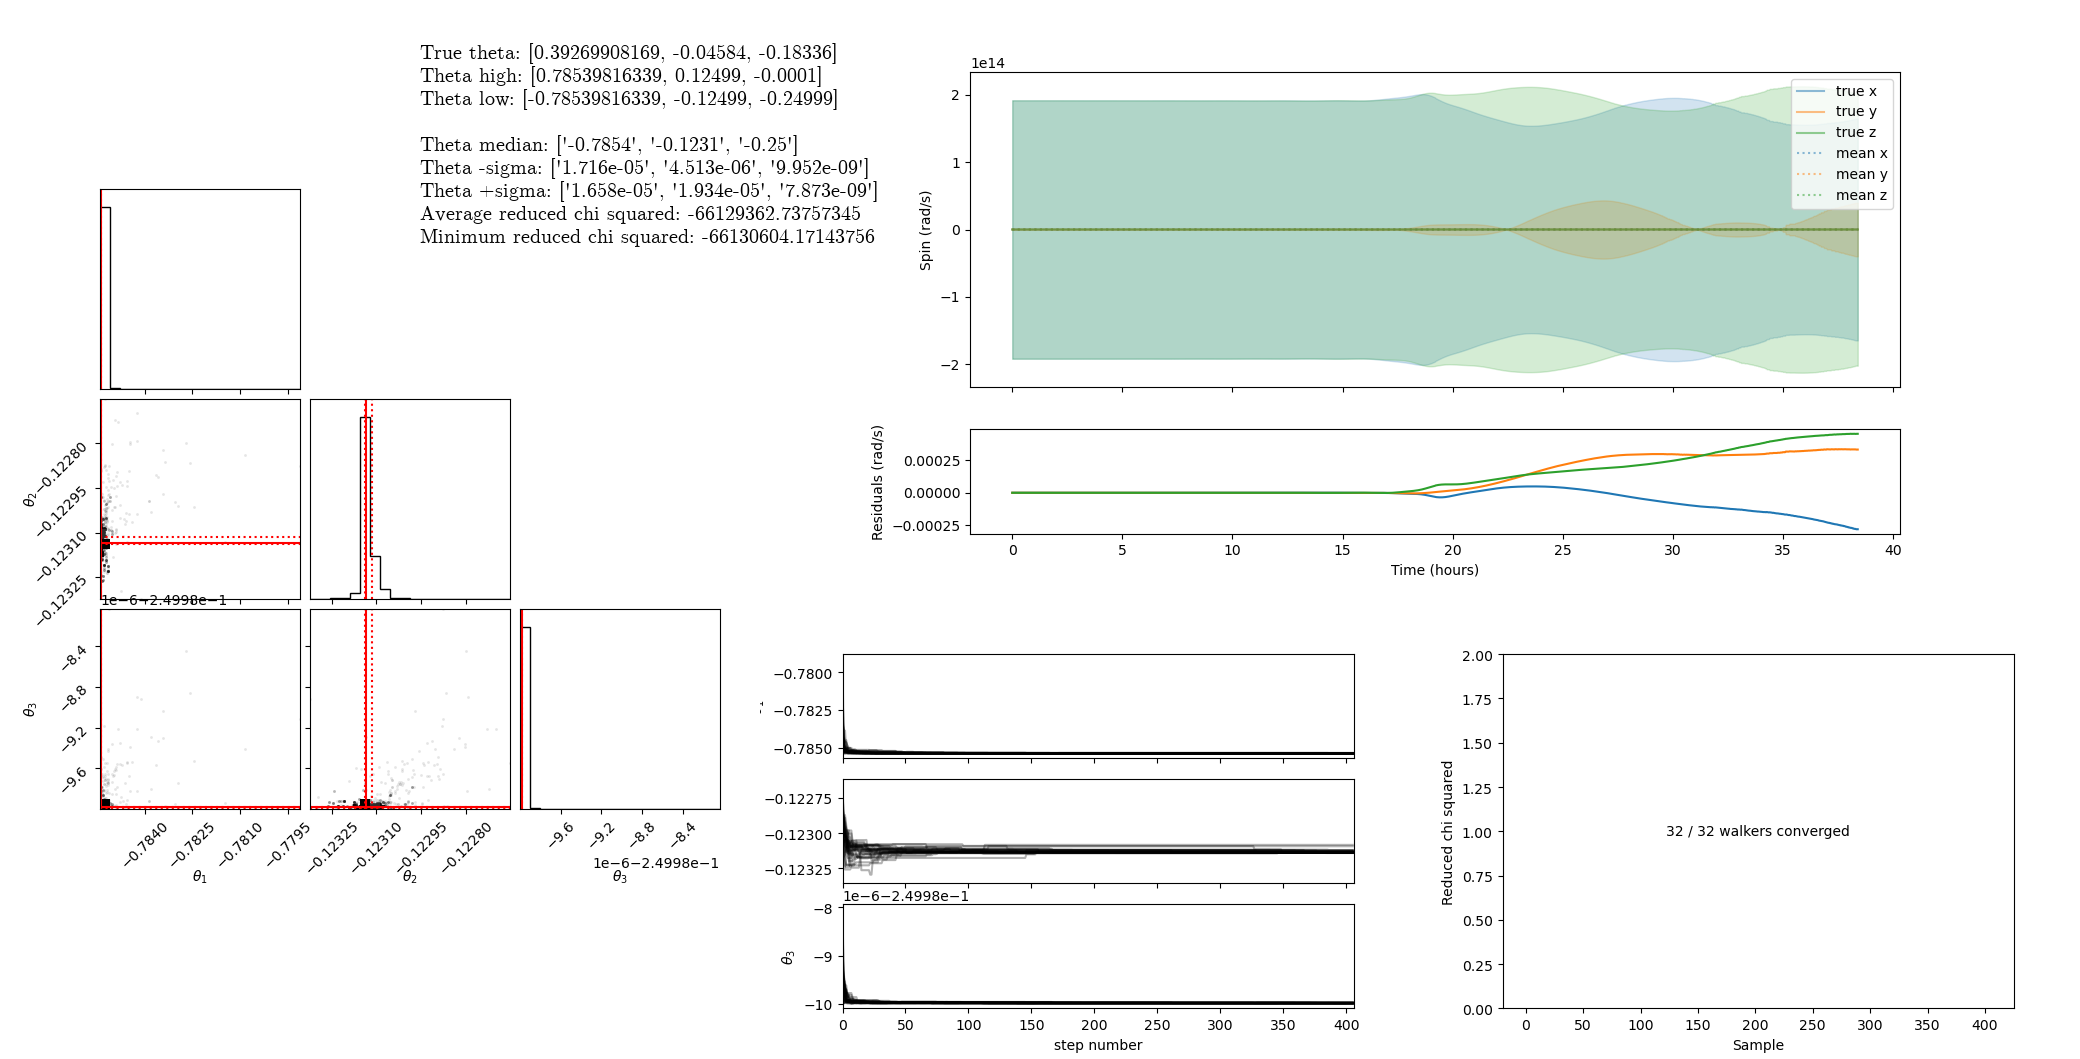 True theta: [0.39269908169, -0.04584, -0.18336]
Theta high: [0.78539816339, 0.12499, -0.0001]
Theta low: [-0.78539816339, -0.12499, -0.24999]
Theta median: ['-0.7854', '-0.1231', '-0.25']
Theta -sigma: ['1.716e-05', '4.513e-06', '9.952e-09']
Theta +sigma: ['1.658e-05', '1.934e-05', '7.873e-09']
Average reduced chi squared: -66129362.73757345
Minimum reduced chi squared: -66130604.17143756
θ2
−0.12280
−0.12295
−0.12310
−0.12325
1e−6−2.4998e−1
θ3
−8.4
−8.8
−9.2
−9.6
−0.7840
−0.7825
−0.7810
−0.7795
θ1
−0.12325
−0.12310
−0.12295
−0.12280
θ2
−9.6
−9.2
−8.8
−8.4
1e−6−2.4998e−1
θ3
1e14
Spin (rad/s)
2
1
0
−1
−2
true x
true y
true z
mean x
mean y
mean z
Residuals (rad/s)
0.00025
0.00000
−0.00025
0 5 10 15 20 25 30 35 40
Time (hours)
−0.7800
−0.7825
−0.7850
−0.12275
−0.12300
−0.12325
1e−6−2.4998e−1
θ3
−8
−9
−10
0 50 100 150 200 250 300 350 400
step number
Reduced chi squared
2.00
1.75
1.50
1.25
1.00
0.75
0.50
0.25
0.00
32 / 32 walkers converged
0 50 100 150 200 250 300 350 400
Sample